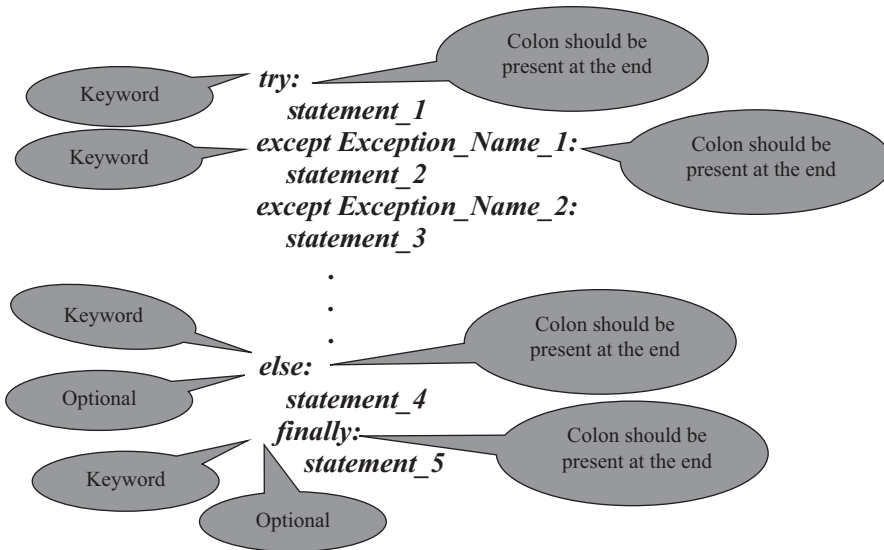 Colon should be
present at the end
Keyword
try:
statement_1
Keyword
except Exception_Name_1:
Colon should be
present at the end
statement_2
except Exception_Name_2:
statement_3
.
.
.
Keyword
Colon should be
present at the end
else:
Optional
statement_4
finally:
Colon should be
present at the end
Keyword
statement_5
Optional